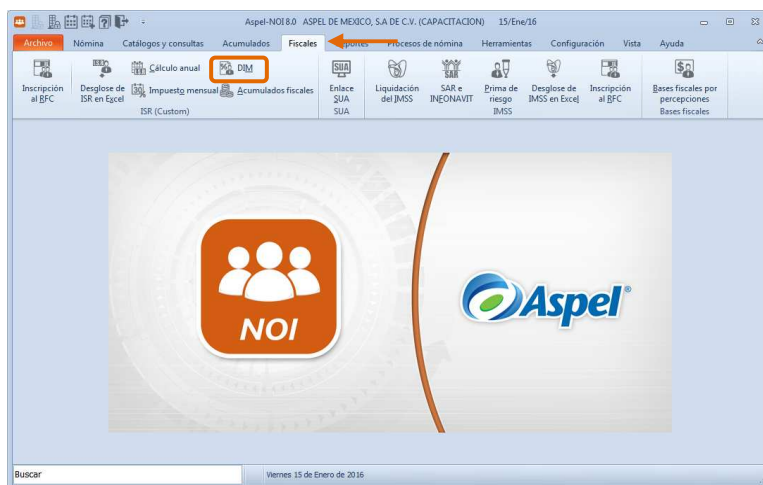 Aspel-NOI 8.0 ASPEL DE MEXICO, S.A DE C.V. (CAPACITACION) 15/Ene/16
Archivo Nómina Catálogos y consultas Acumulados Fiscales Reportes Procesos de nómina Herramientas Configuración Vista Ayuda
Inscripción al RFC
Desglose de ISR en Excel
Cálculo anual
DIM
Impuesto mensual
Acumulados fiscales
ISR (Custom)
SUA
Enlace SUA
SUA
Liquidación del IMSS
SAR
SAR e INFONAVIT
Prima de riesgo
Desglose de IMSS en Excel
Inscripción al RFC
IMSS
Bases fiscales por percepciones
Bases fiscales
NOI
Aspel®
Buscar
Viernes 15 de Enero de 2016